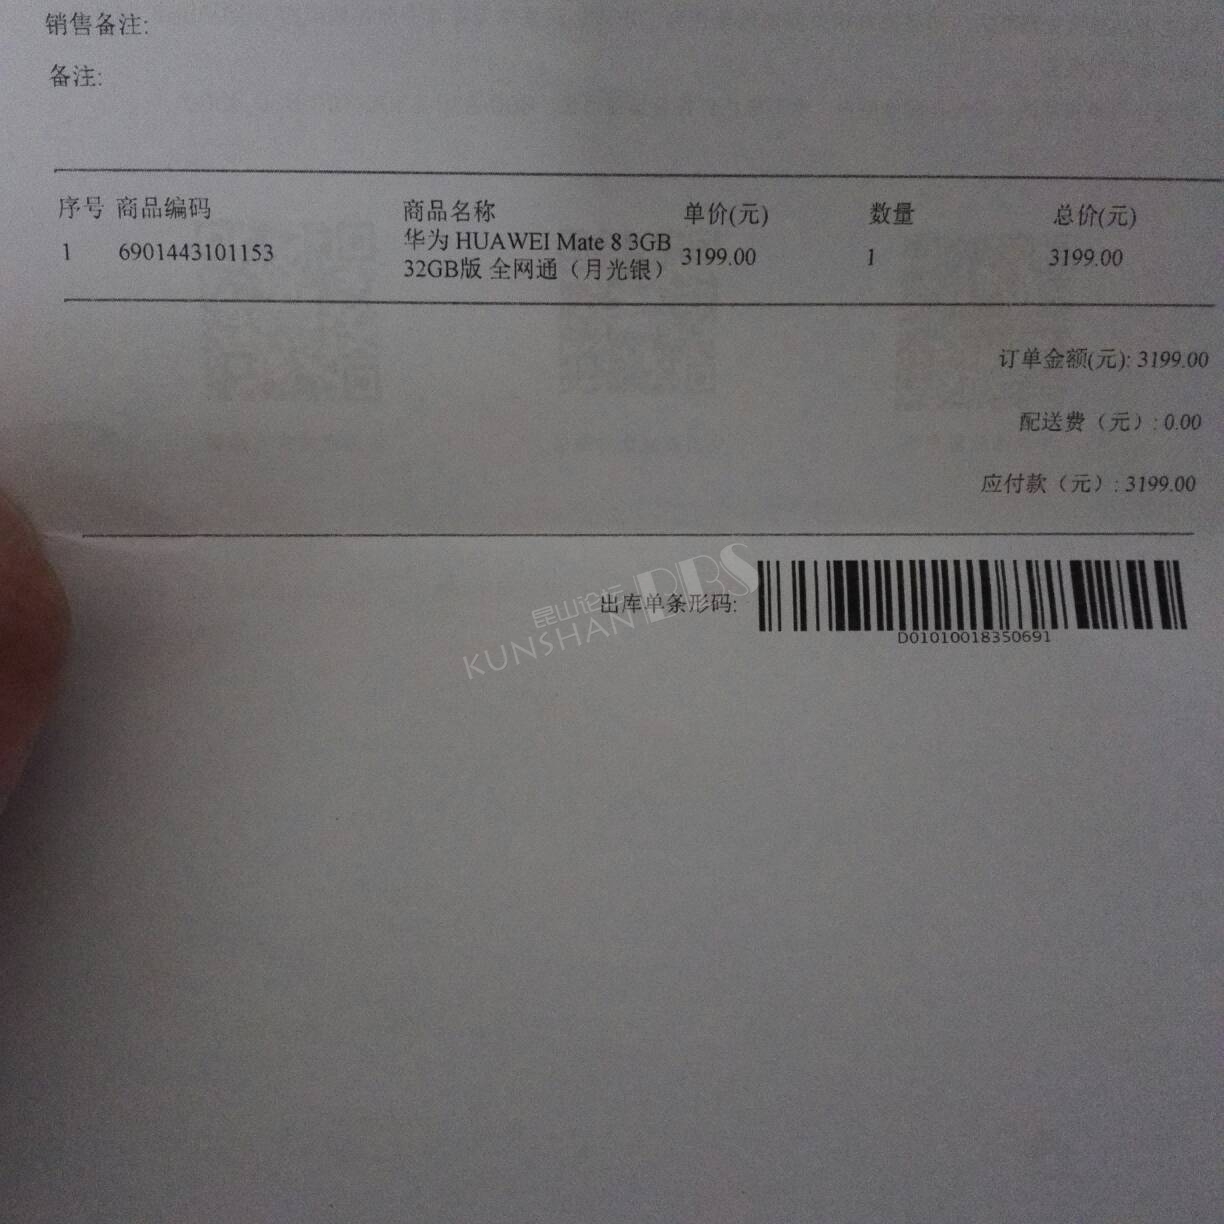 销售备注:
备注:
序号 商品编码 商品名称 单价(元) 数量 总价(元)
1 6901443101153 华为 HUAWEI Mate 8 3GB 32GB版 全网通（月光银） 3199.00 1 3199.00
订单金额(元): 3199.00
配送费（元）: 0.00
应付款（元）: 3199.00
出库单条形码:
D01010018350691
昆山论坛 BBS
KUNSHAN